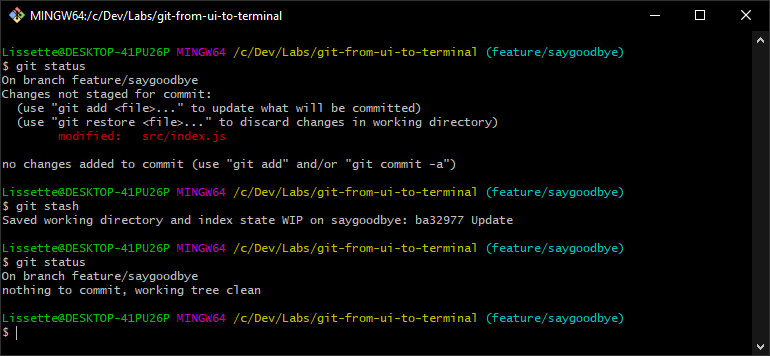 MINGW64:/c/Dev/Labs/git-from-ui-to-terminal
Lissette@DESKTOP-41PU26P MINGW64 /c/Dev/Labs/git-from-ui-to-terminal (feature/saygoodbye)
$ git status
On branch feature/saygoodbye
Changes not staged for commit:
  (use "git add <file>..." to update what will be committed)
  (use "git restore <file>..." to discard changes in working directory)
        modified:   src/index.js
no changes added to commit (use "git add" and/or "git commit -a")
Lissette@DESKTOP-41PU26P MINGW64 /c/Dev/Labs/git-from-ui-to-terminal (feature/saygoodbye)
$ git stash
Saved working directory and index state WIP on saygoodbye: ba32977 Update
Lissette@DESKTOP-41PU26P MINGW64 /c/Dev/Labs/git-from-ui-to-terminal (feature/saygoodbye)
$ git status
On branch feature/saygoodbye
nothing to commit, working tree clean
Lissette@DESKTOP-41PU26P MINGW64 /c/Dev/Labs/git-from-ui-to-terminal (feature/saygoodbye)
$